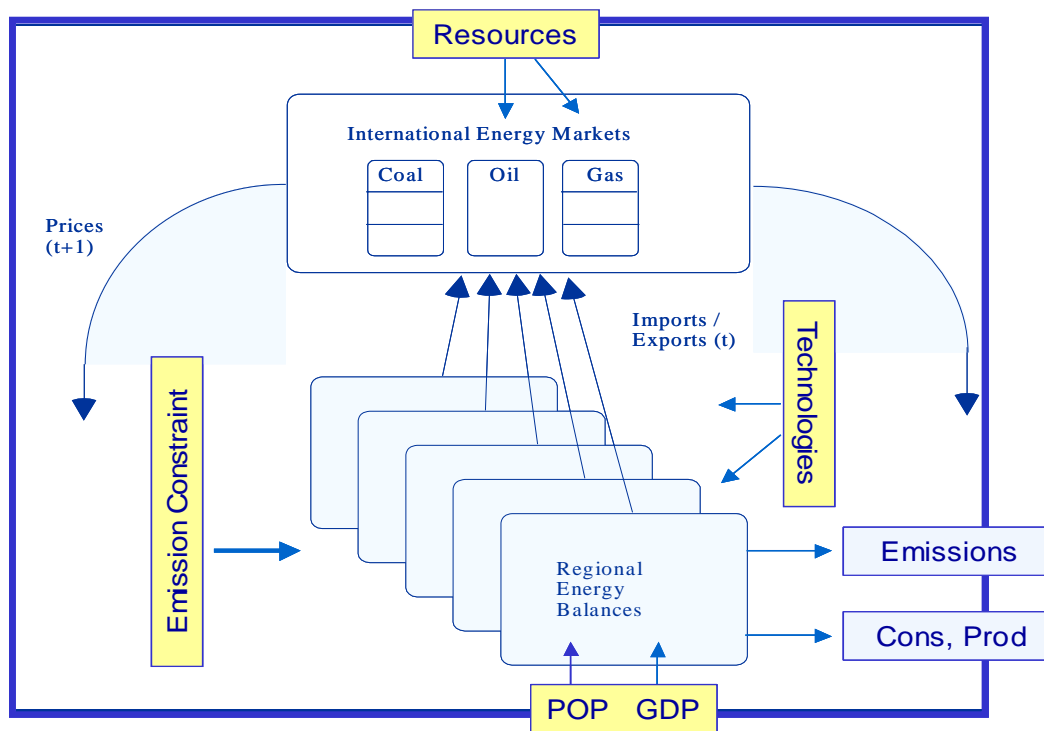 Resources
International Energy Markets
Coal
Oil
Gas
Prices
(t+1)
Imports /
Exports (t)
Technologies
Emission Constraint
Regional
Energy
Balances
Emissions
Cons, Prod
POP GDP